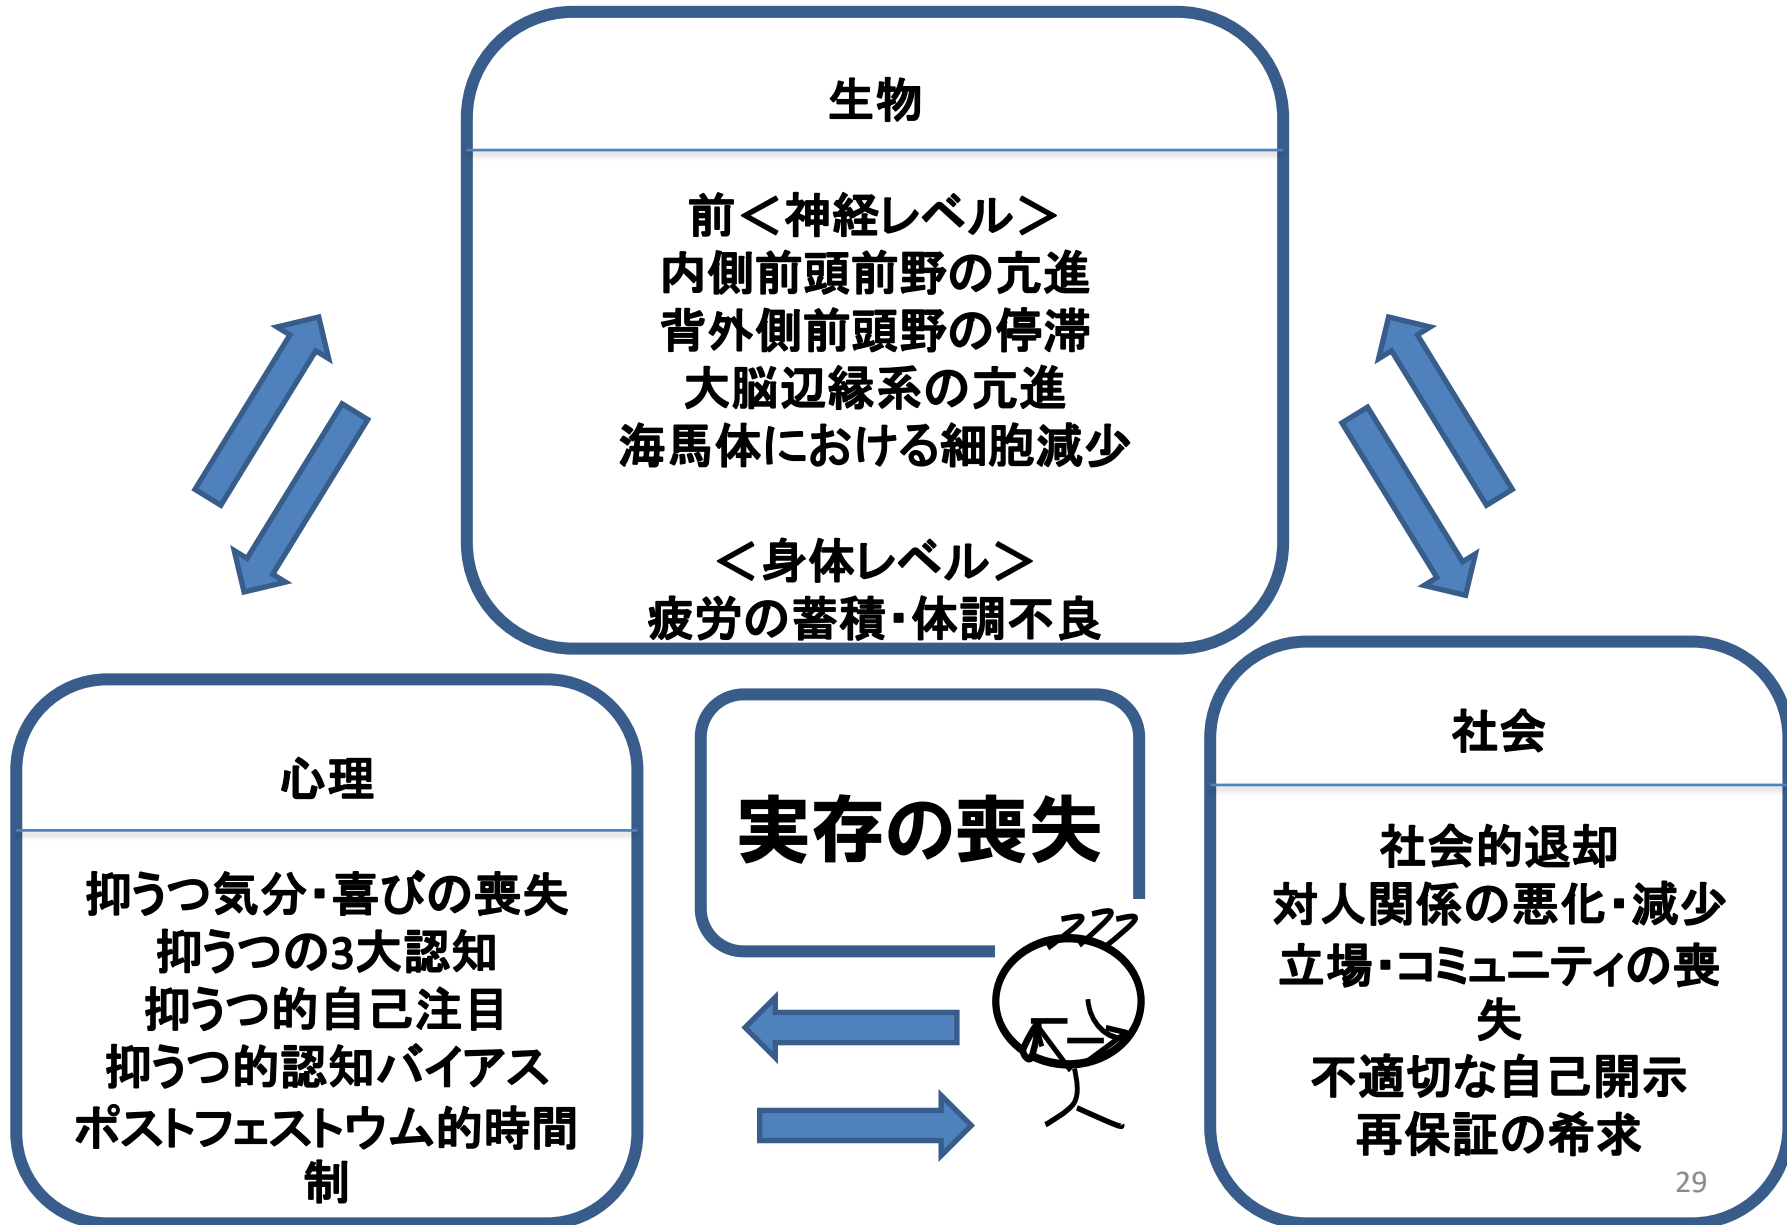 生物
前＜神経レベル＞
内側前頭前野の亢進
背外側前頭野の停滞
大脳辺縁系の亢進
海馬体における細胞減少
＜身体レベル＞
疲労の蓄積・体調不良
心理
抑うつ気分・喜びの喪失
抑うつの3大認知
抑うつ的自己注目
抑うつ的認知バイアス
ポストフェストウム的時間
制
実存の喪失
社会
社会的退却
対人関係の悪化・減少
立場・コミュニティの喪
失
不適切な自己開示
再保証の希求
29